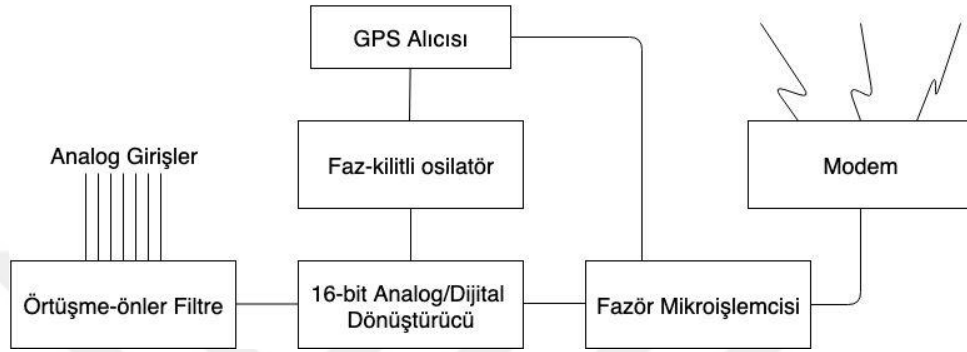 GPS Alıcısı
Analog Girişler
Faz-kilitli osilatör
Modem
Örtüşme-önler Filtre
16-bit Analog/Dijital
Dönüştürücü
Fazör Mikroişlemcisi